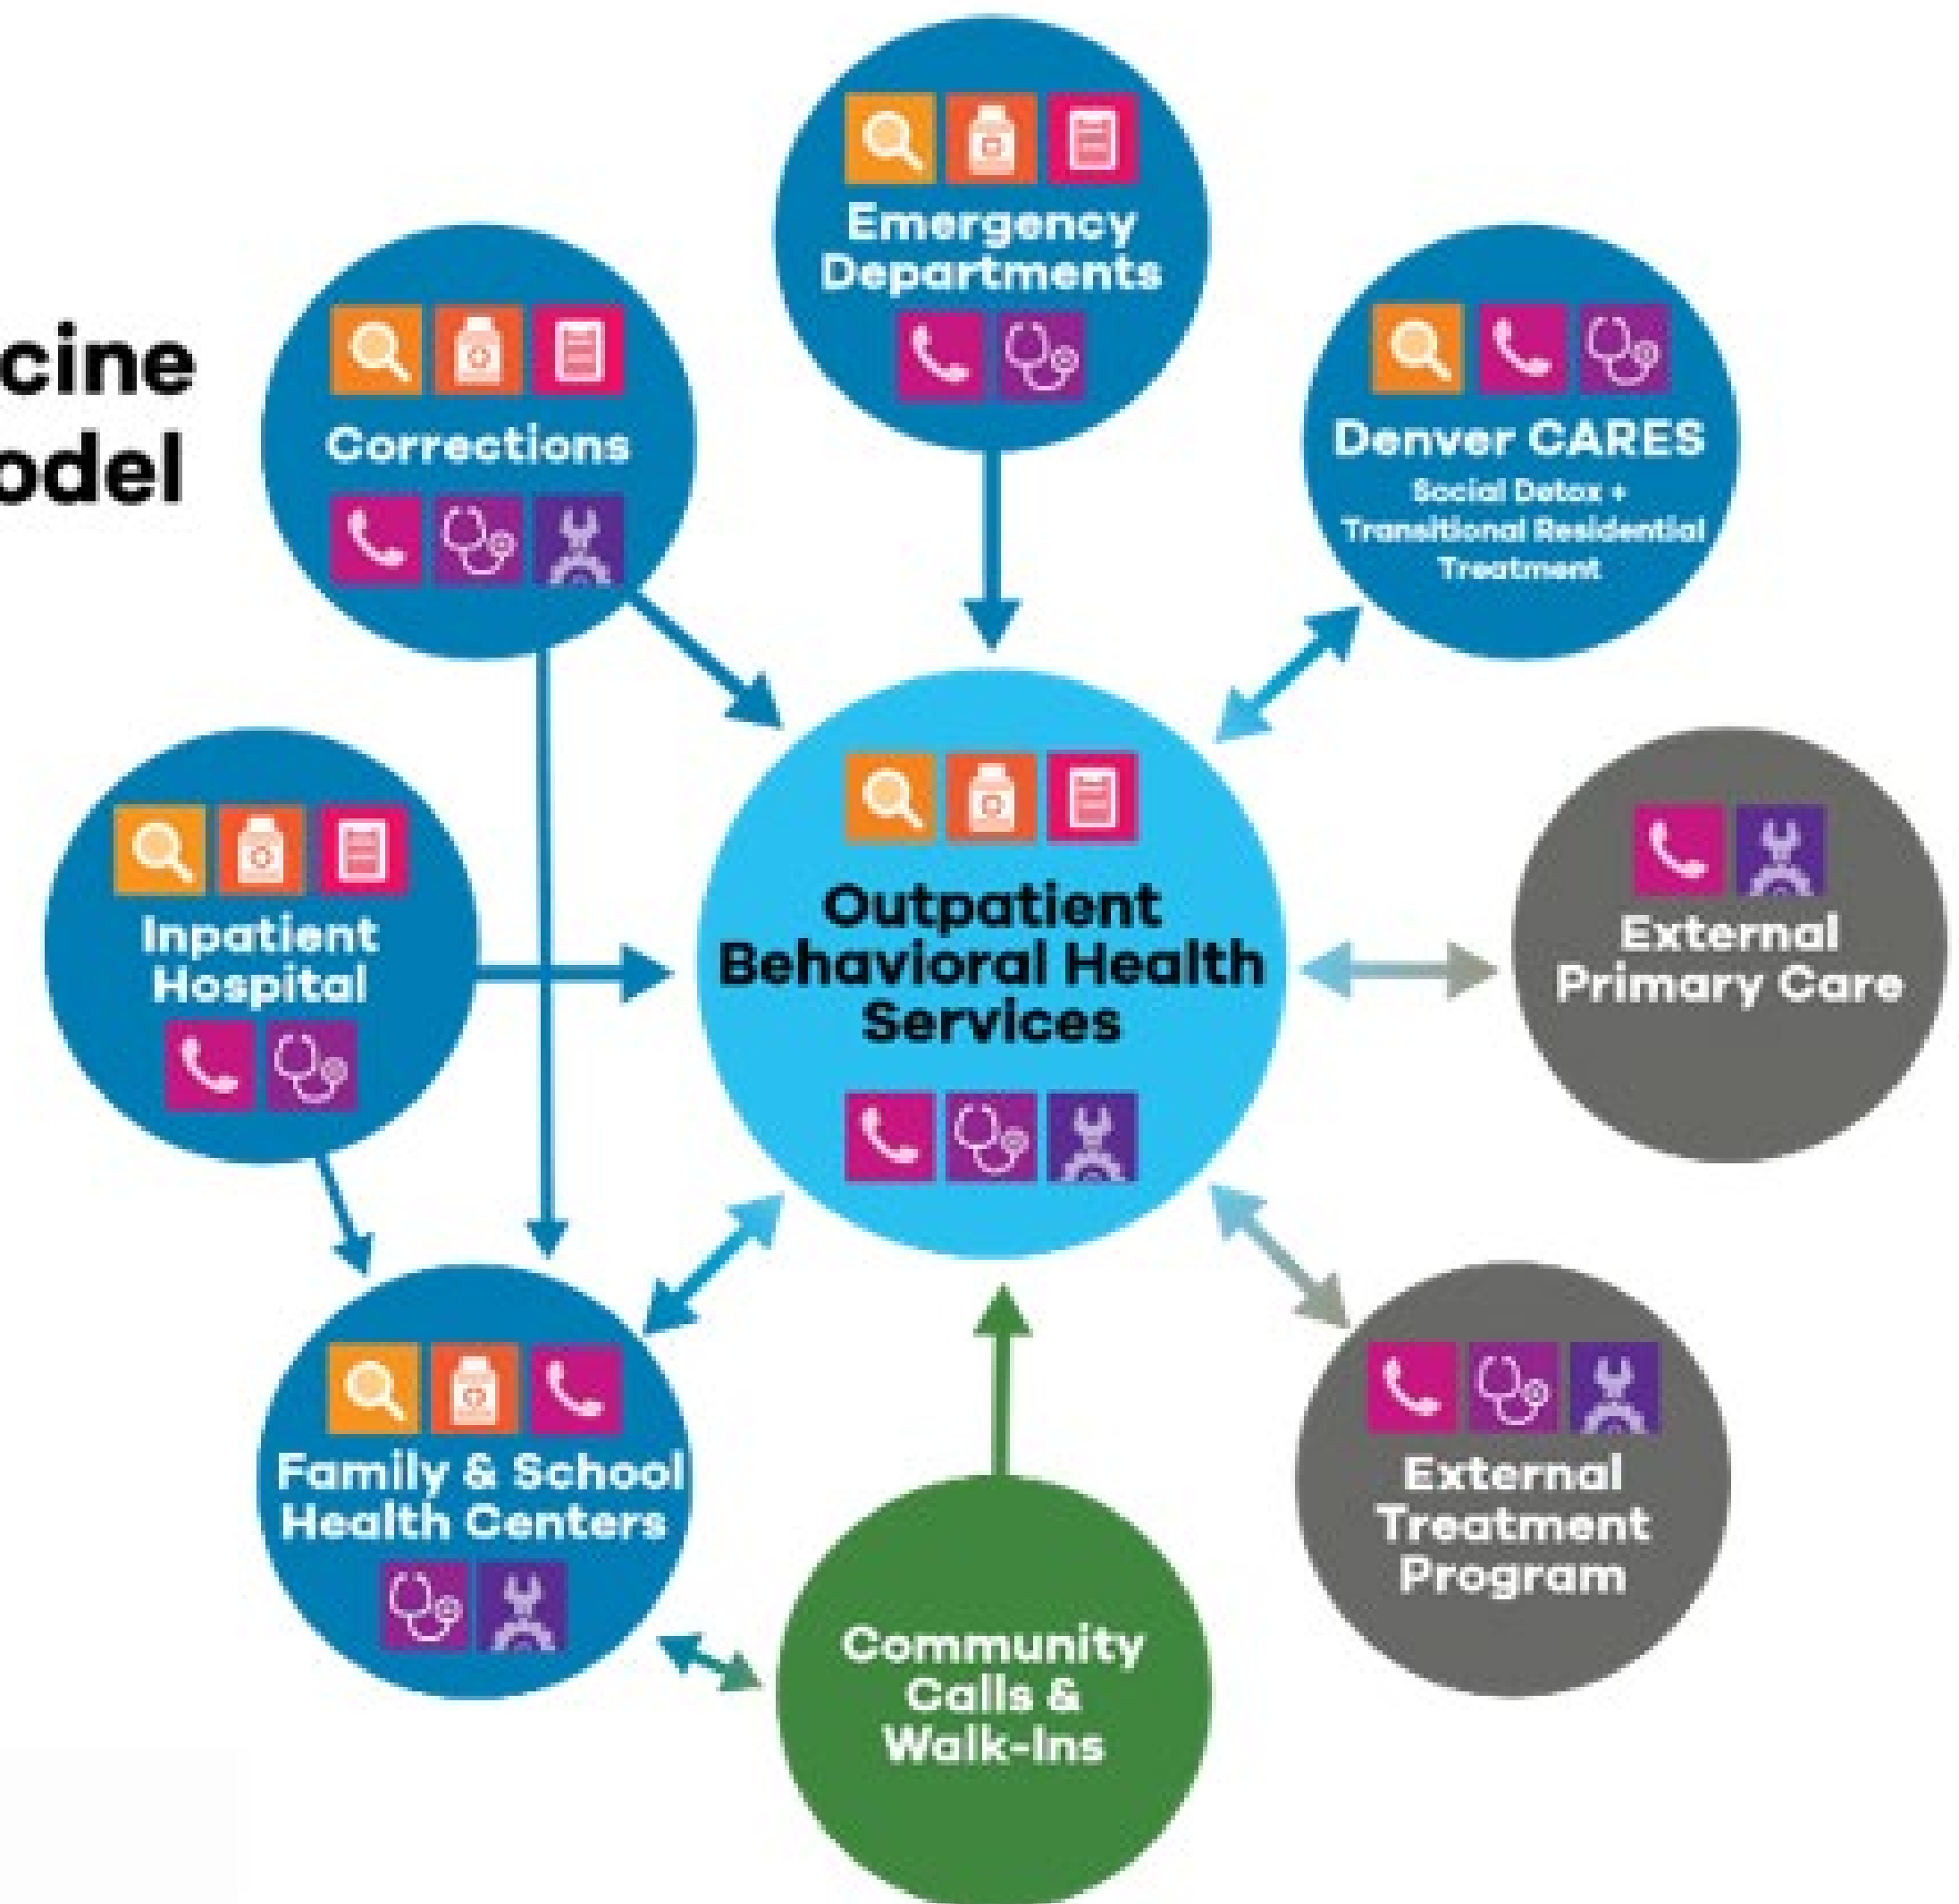 cine
odel
Emergency
Departments
Corrections
Denver CARES
Social Detox +
Transitional Residential
Treatment
Inpatient
Hospital
Outpatient
Behavioral Health
Services
External
Primary Care
Family & School
Health Centers
External
Treatment
Program
Community
Calls &
Walk-Ins